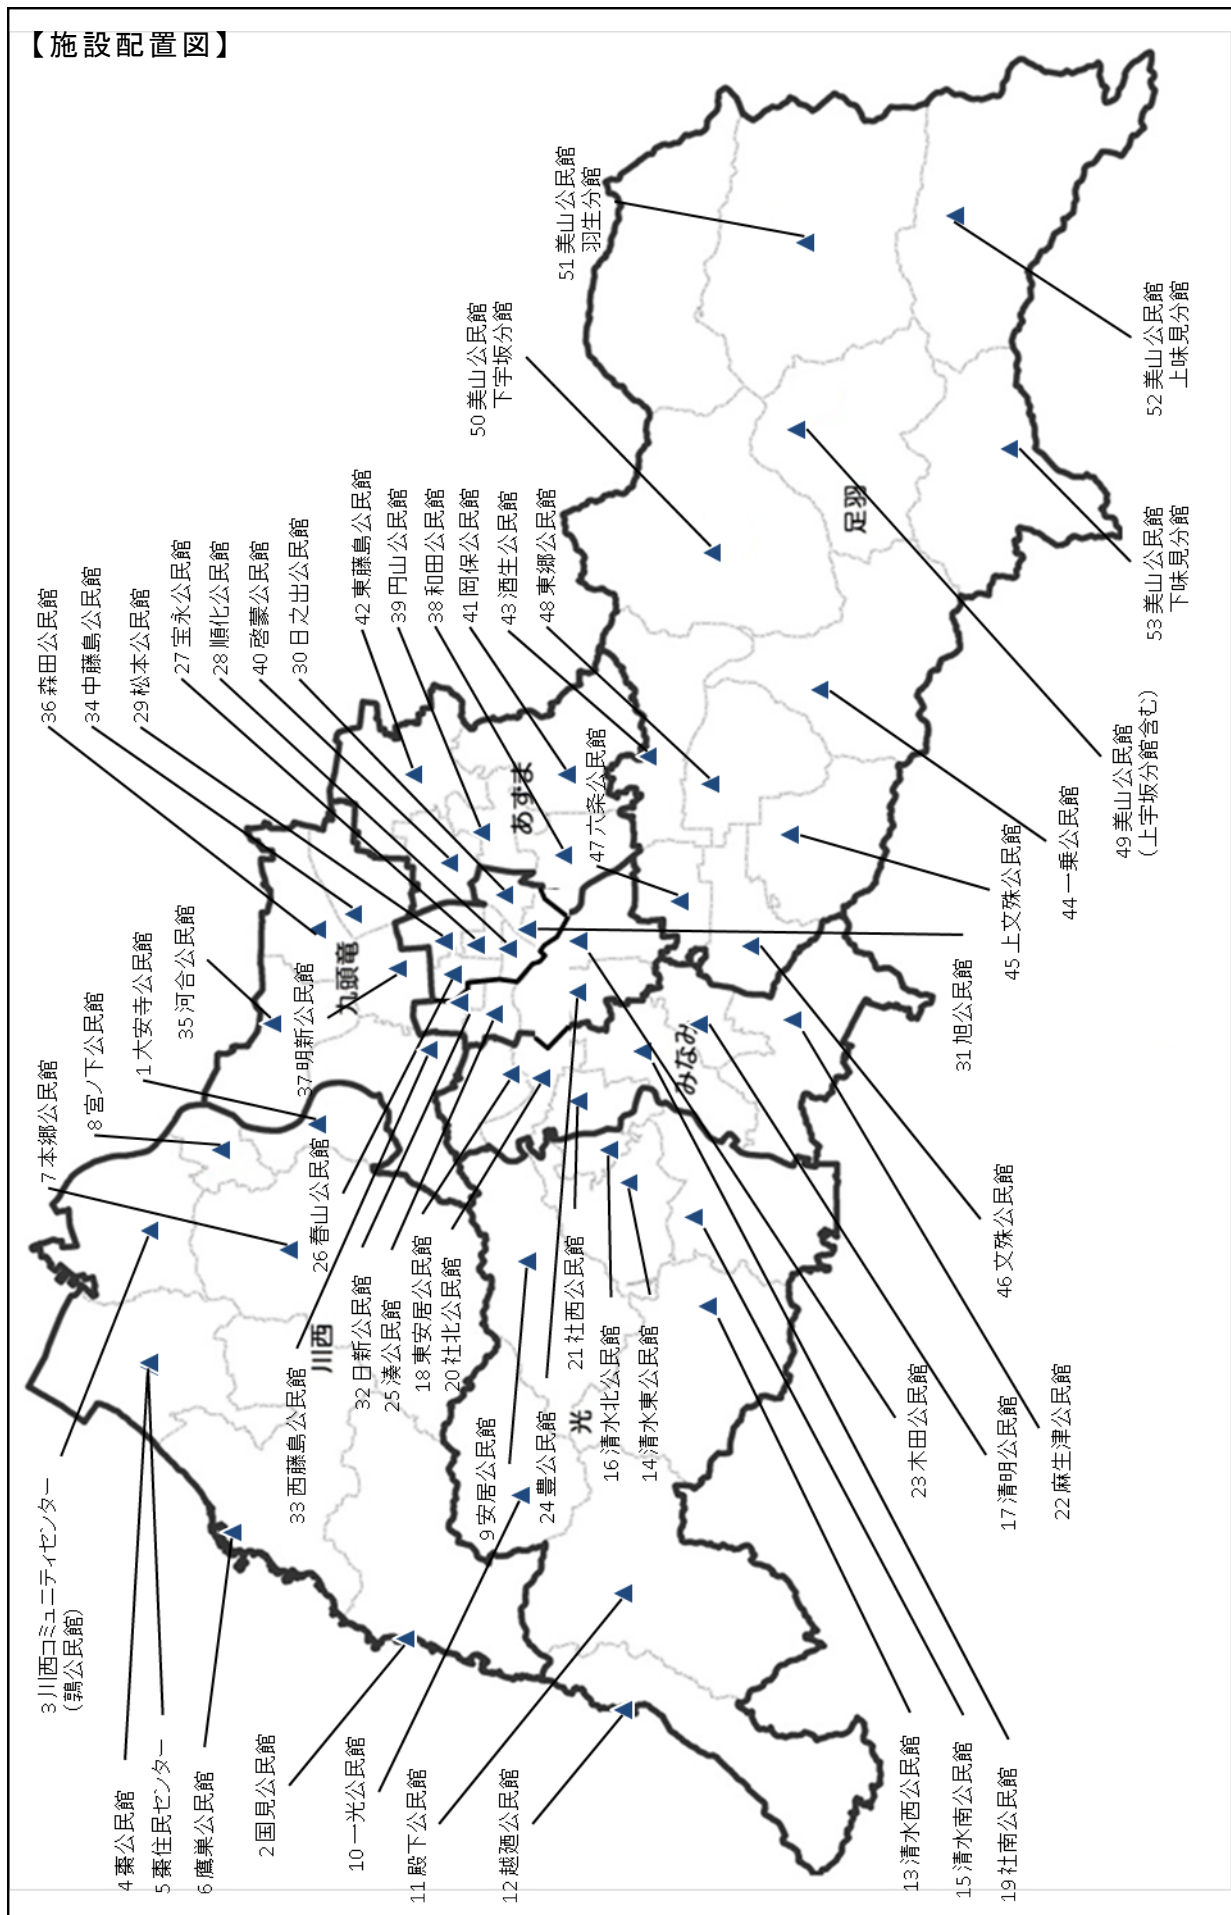 【施設配置図】
51 美山公民館
羽生分館
50 美山公民館
下宇坂分館
52 美山公民館
上味見分館
53 美山公民館
下味見分館
49 美山公民館
（上宇坂分館含む）
足羽
42 東藤島公民館
39 円山公民館
38 和田公民館
41 岡保公民館
43 酒生公民館
48 東郷公民館
36 森田公民館
34 中藤島公民館
29 松本公民館
27 宝永公民館
28 順化公民館
40 啓蒙公民館
30 日之出公民館
あずま
47 六条公民館
44 一乗公民館
45 上文殊公民館
31 旭公民館
46 文殊公民館
35 河合公民館
1 大安寺公民館
8 宮ノ下公民館
7 本郷公民館
九頭竜
37 明新公民館
みなみ
26 春山公民館
33 西藤島公民館
川西
32 日新公民館
25 湊公民館
18 東安居公民館
20 社北公民館
9 安居公民館
24 豊公民館
21 社西公民館
光
16 清水北公民館
14 清水東公民館
23 木田公民館
17 清明公民館
22 麻生津公民館
3 川西コミュニティセンター
（鶉公民館）
4 棗公民館
5 棗住民センター
6 鷹巣公民館
2 国見公民館
10 一光公民館
11 殿下公民館
12 越廼公民館
13 清水西公民館
15 清水南公民館
19 社南公民館